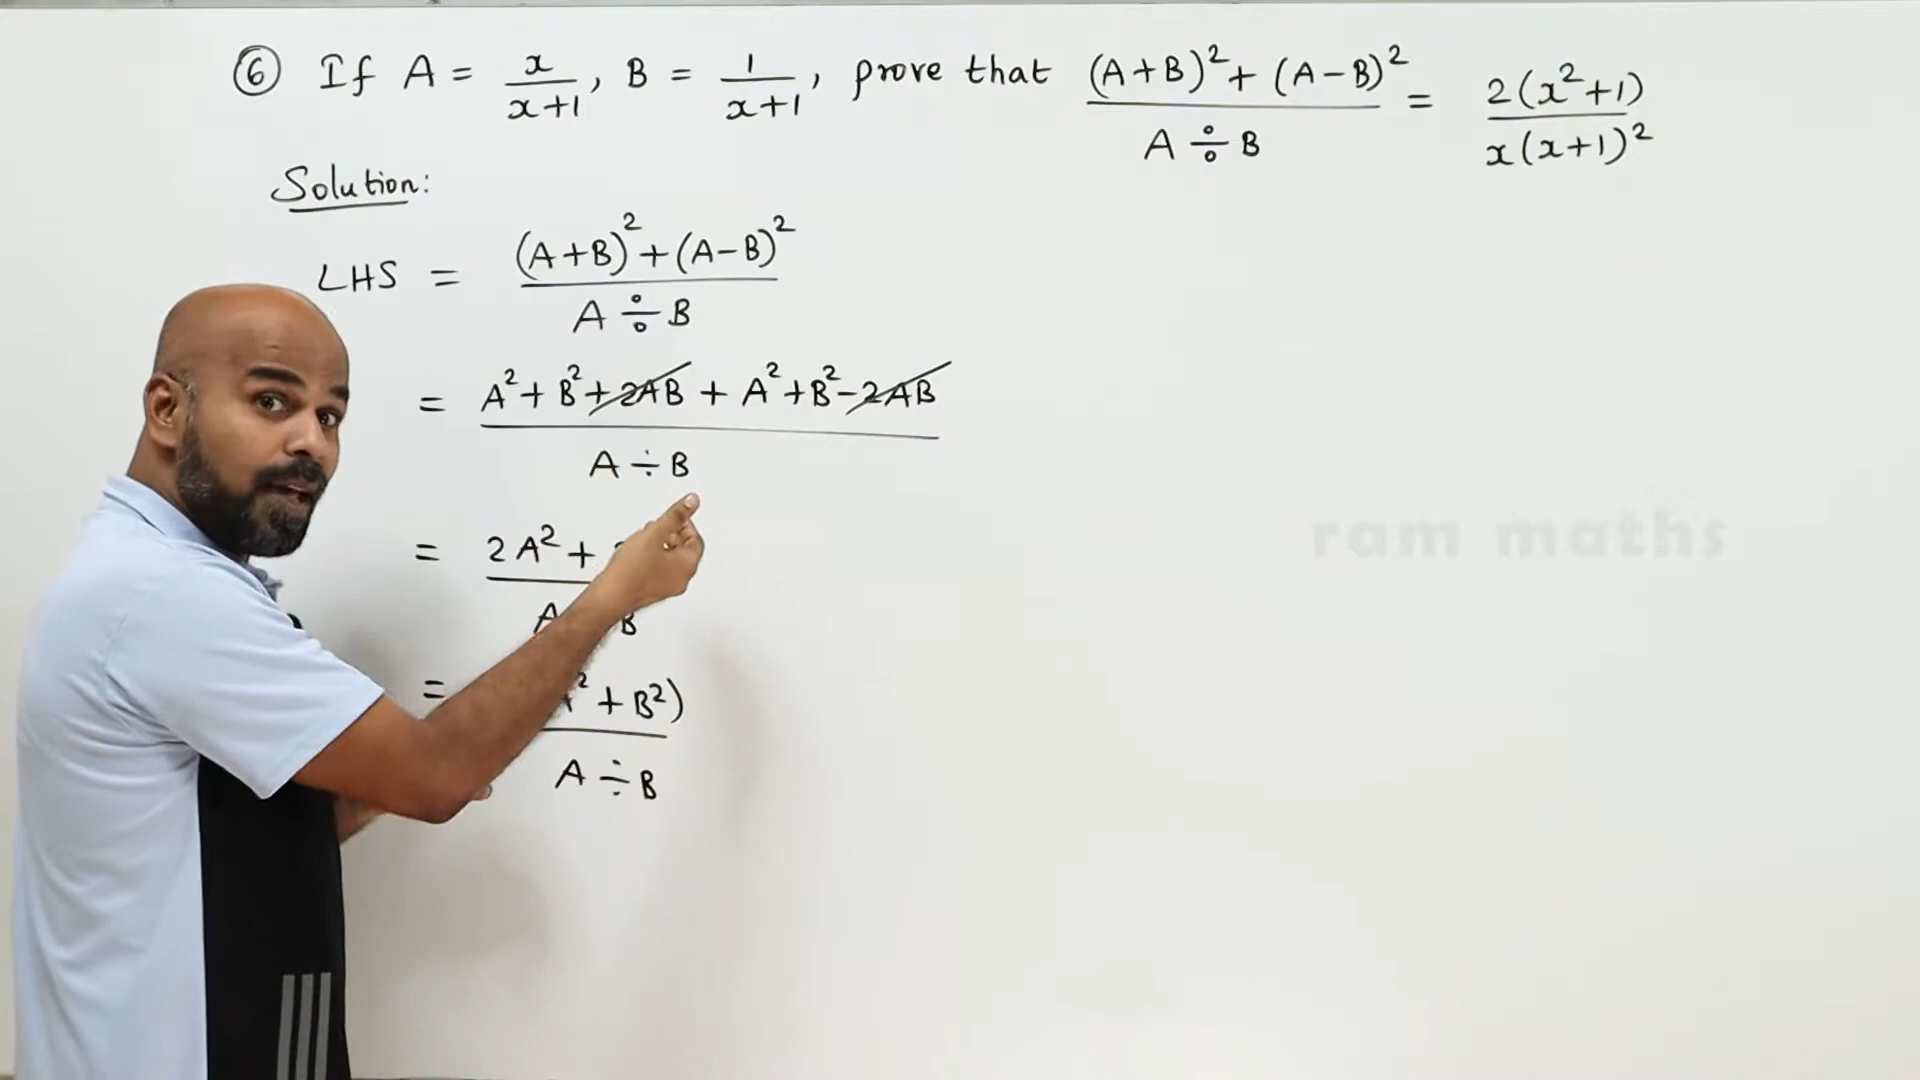 ⑥ If A = x/(x+1), B = 1/(x+1), prove that ((A+B)²+(A−B)²)/(A÷B) = 2(x²+1)/(x(x+1)²)
Solution:
LHS = ((A+B)²+(A−B)²)/(A÷B)
= (A²+B²+2AB+A²+B²−2AB)/(A÷B)
= 2A²+
A B
= ² + B²)
A÷B
ram maths